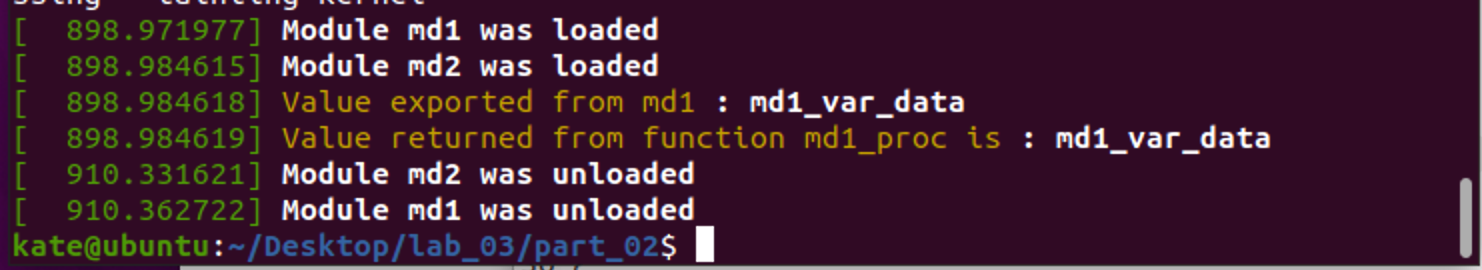 [  898.971977] Module md1 was loaded
[  898.984615] Module md2 was loaded
[  898.984618] Value exported from md1 : md1_var_data
[  898.984619] Value returned from function md1_proc is : md1_var_data
[  910.331621] Module md2 was unloaded
[  910.362722] Module md1 was unloaded
kate@ubuntu:~/Desktop/lab_03/part_02$